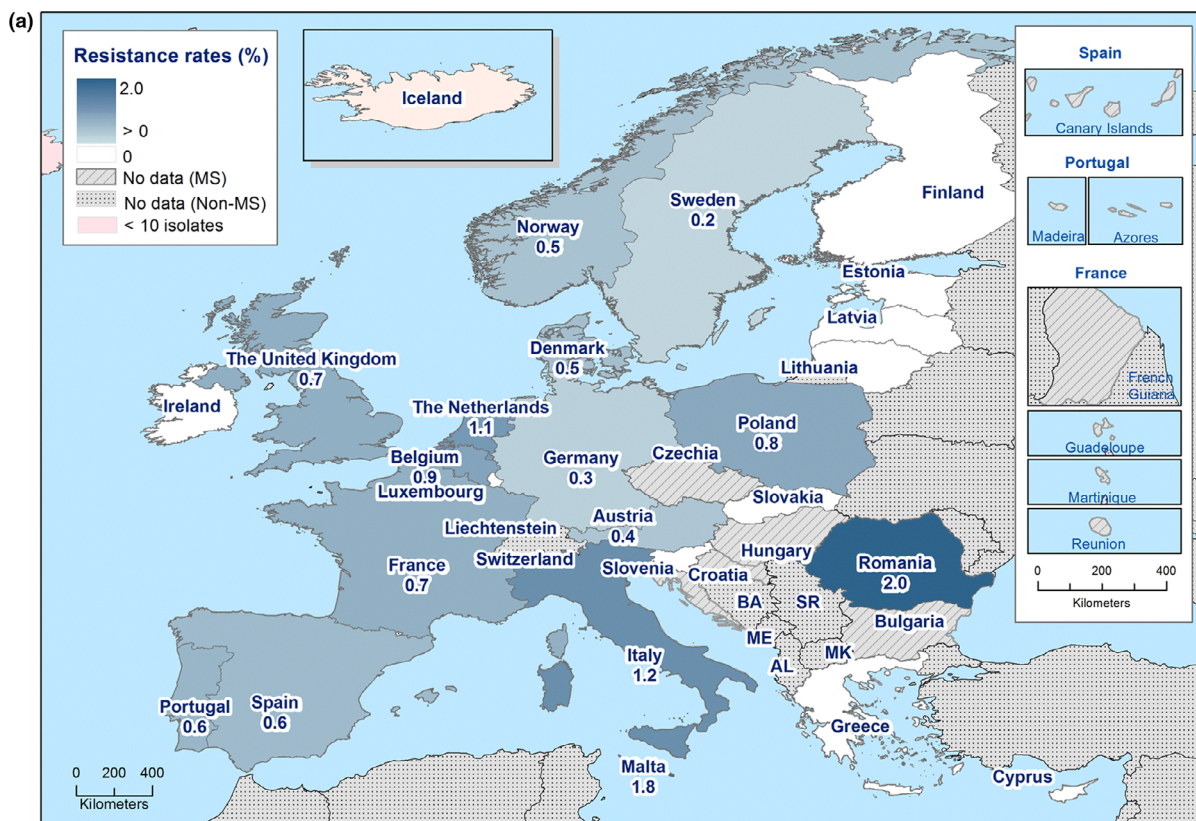 (a)
Resistance rates (%)
2.0
> 0
0
No data (MS)
No data (Non-MS)
< 10 isolates
Iceland
Spain
Canary Islands
Portugal
Madeira
Azores
France
French
Guiana
Guadeloupe
Martinique
Reunion
0 200 400
Kilometers
Finland
Sweden
0.2
Norway
0.5
Estonia
Latvia
Lithuania
Denmark
0.5
The United Kingdom
0.7
Ireland
The Netherlands
1.1
Poland
0.8
Belgium
0.9
Germany
0.3
Czechia
Luxembourg
Slovakia
Austria
0.4
Liechtenstein
Switzerland
Hungary
Romania
2.0
France
0.7
Slovenia
Croatia
BA
SR
Bulgaria
ME
MK
AL
Italy
1.2
Portugal
0.6
Spain
0.6
Greece
Malta
1.8
Cyprus
0 200 400
Kilometers